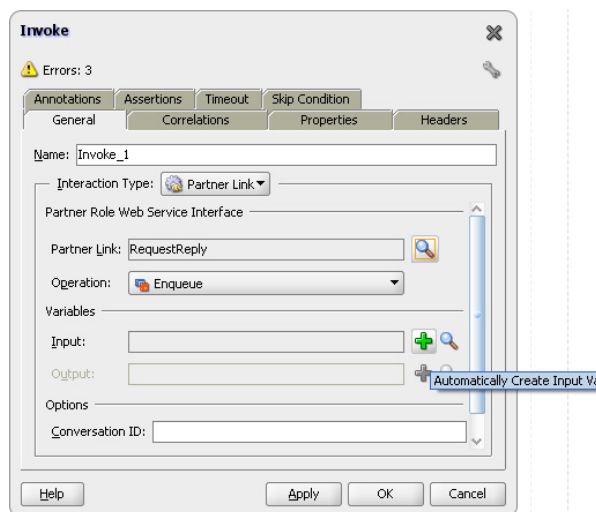 Invoke
Errors: 3
Annotations Assertions Timeout Skip Condition
General Correlations Properties Headers
Name: Invoke_1
Interaction Type: Partner Link
Partner Role Web Service Interface
Partner Link: RequestReply
Operation: Enqueue
Variables
Input:
Output:
Automatically Create Input Va
Options
Conversation ID:
Help Apply OK Cancel